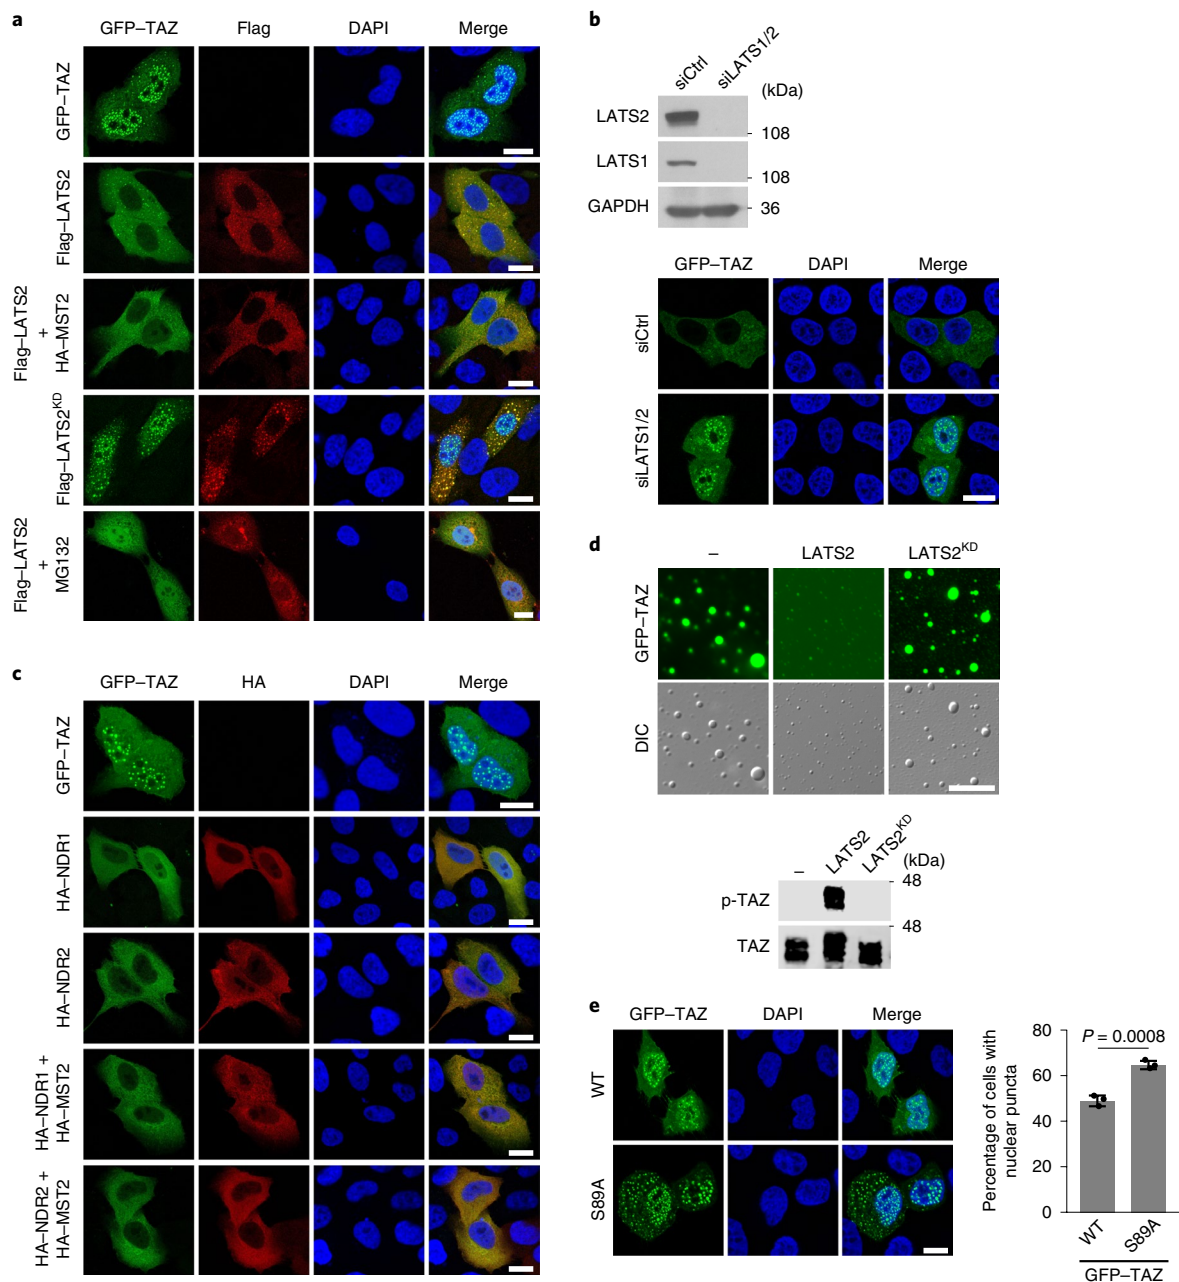 a
GFP–TAZ Flag DAPI Merge
GFP–TAZ
Flag–LATS2
Flag–LATS2
+
HA–MST2
Flag–LATS2KD
Flag–LATS2
+
MG132
b
siCtrl
siLATS1/2
(kDa)
LATS2
108
LATS1
108
GAPDH
36
GFP–TAZ DAPI Merge
siCtrl
siLATS1/2
c
GFP–TAZ HA DAPI Merge
GFP–TAZ
HA–NDR1
HA–NDR2
HA–NDR1 +
HA–MST2
HA–NDR2 +
HA–MST2
d
– LATS2 LATS2KD
GFP–TAZ
DIC
– LATS2 LATS2KD
(kDa)
48
p-TAZ
48
TAZ
e
GFP–TAZ DAPI Merge
WT
S89A
Percentage of cells with
nuclear puncta
80
60
40
20
0
P = 0.0008
WT S89A
GFP–TAZ